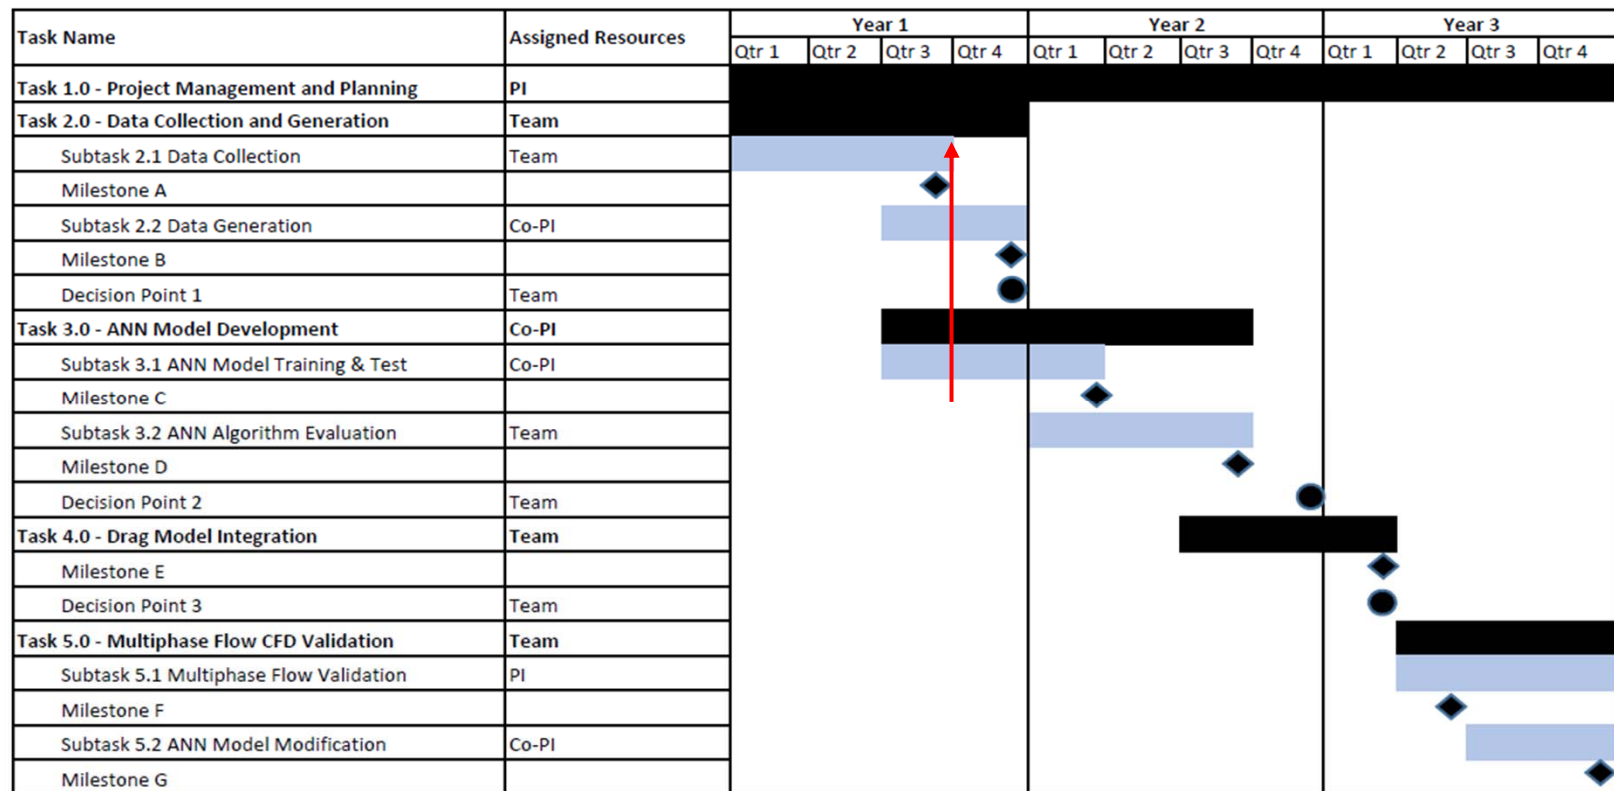 Task Name Assigned Resources Year 1 Year 2 Year 3
Qtr 1 Qtr 2 Qtr 3 Qtr 4 Qtr 1 Qtr 2 Qtr 3 Qtr 4 Qtr 1 Qtr 2 Qtr 3 Qtr 4
Task 1.0 - Project Management and Planning PI
Task 2.0 - Data Collection and Generation Team
Subtask 2.1 Data Collection Team
Milestone A
Subtask 2.2 Data Generation Co-PI
Milestone B
Decision Point 1 Team
Task 3.0 - ANN Model Development Co-PI
Subtask 3.1 ANN Model Training & Test Co-PI
Milestone C
Subtask 3.2 ANN Algorithm Evaluation Team
Milestone D
Decision Point 2 Team
Task 4.0 - Drag Model Integration Team
Milestone E
Decision Point 3 Team
Task 5.0 - Multiphase Flow CFD Validation Team
Subtask 5.1 Multiphase Flow Validation PI
Milestone F
Subtask 5.2 ANN Model Modification Co-PI
Milestone G